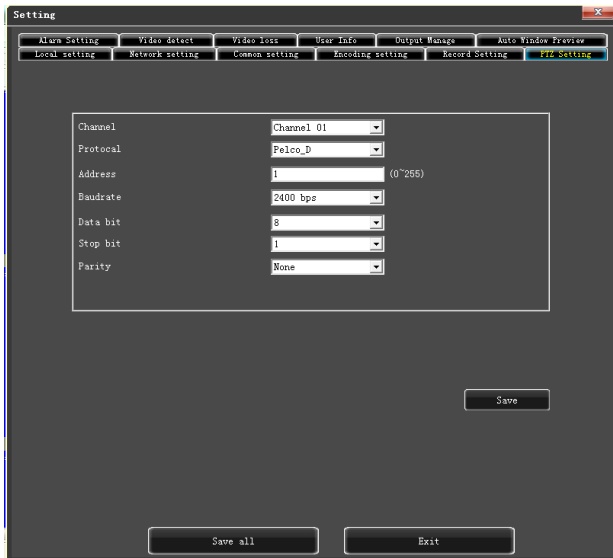 Setting
Alarm Setting Video detect Video loss User Info Output Manage Auto Window Preview
Local setting Network setting Common setting Encoding setting Record Setting PTZ Setting
Channel Channel 01
Protocal Pelco_D
Address 1 (0~255)
Baudrate 2400 bps
Data bit 8
Stop bit 1
Parity None
Save
Save all Exit